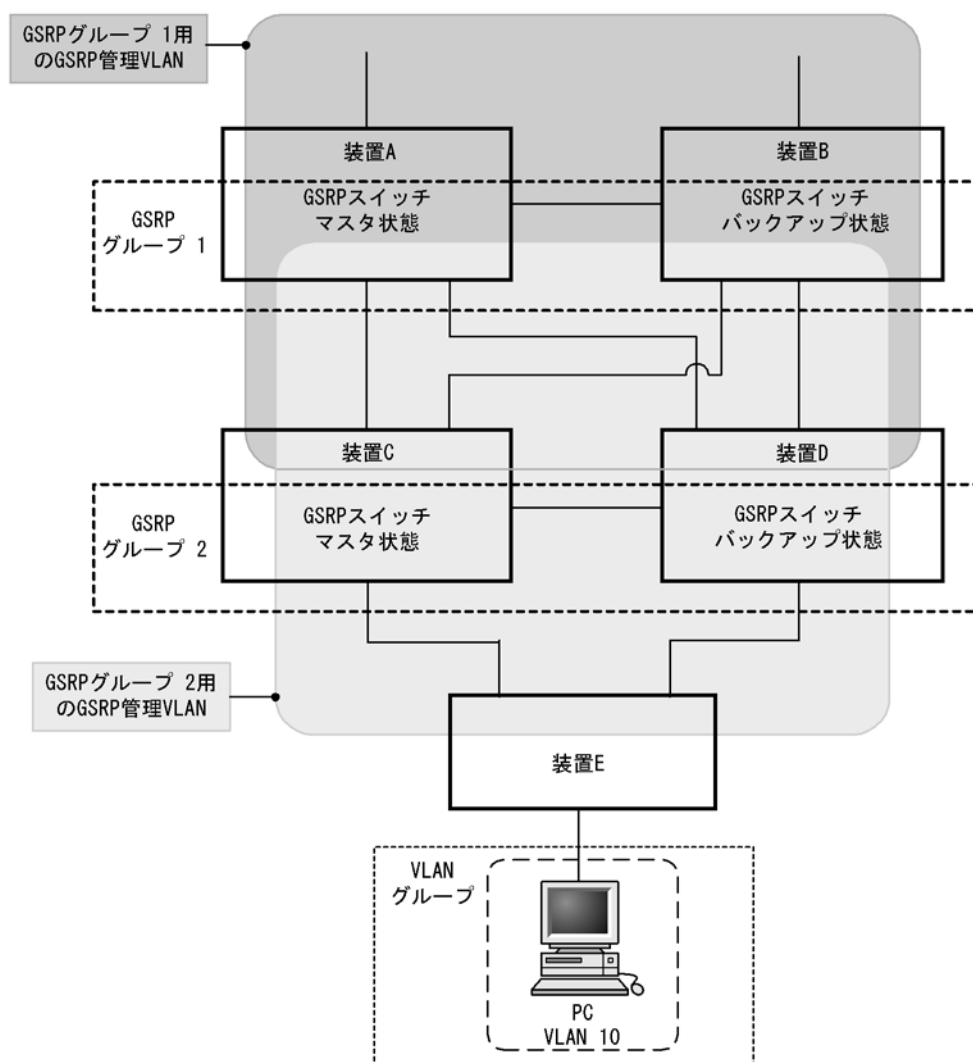 GSRPグループ 1用
のGSRP管理VLAN
装置A
GSRPスイッチ
マスタ状態
装置B
GSRPスイッチ
バックアップ状態
GSRP
グループ 1
装置C
GSRPスイッチ
マスタ状態
装置D
GSRPスイッチ
バックアップ状態
GSRP
グループ 2
GSRPグループ 2用
のGSRP管理VLAN
装置E
VLAN
グループ
PC
VLAN 10